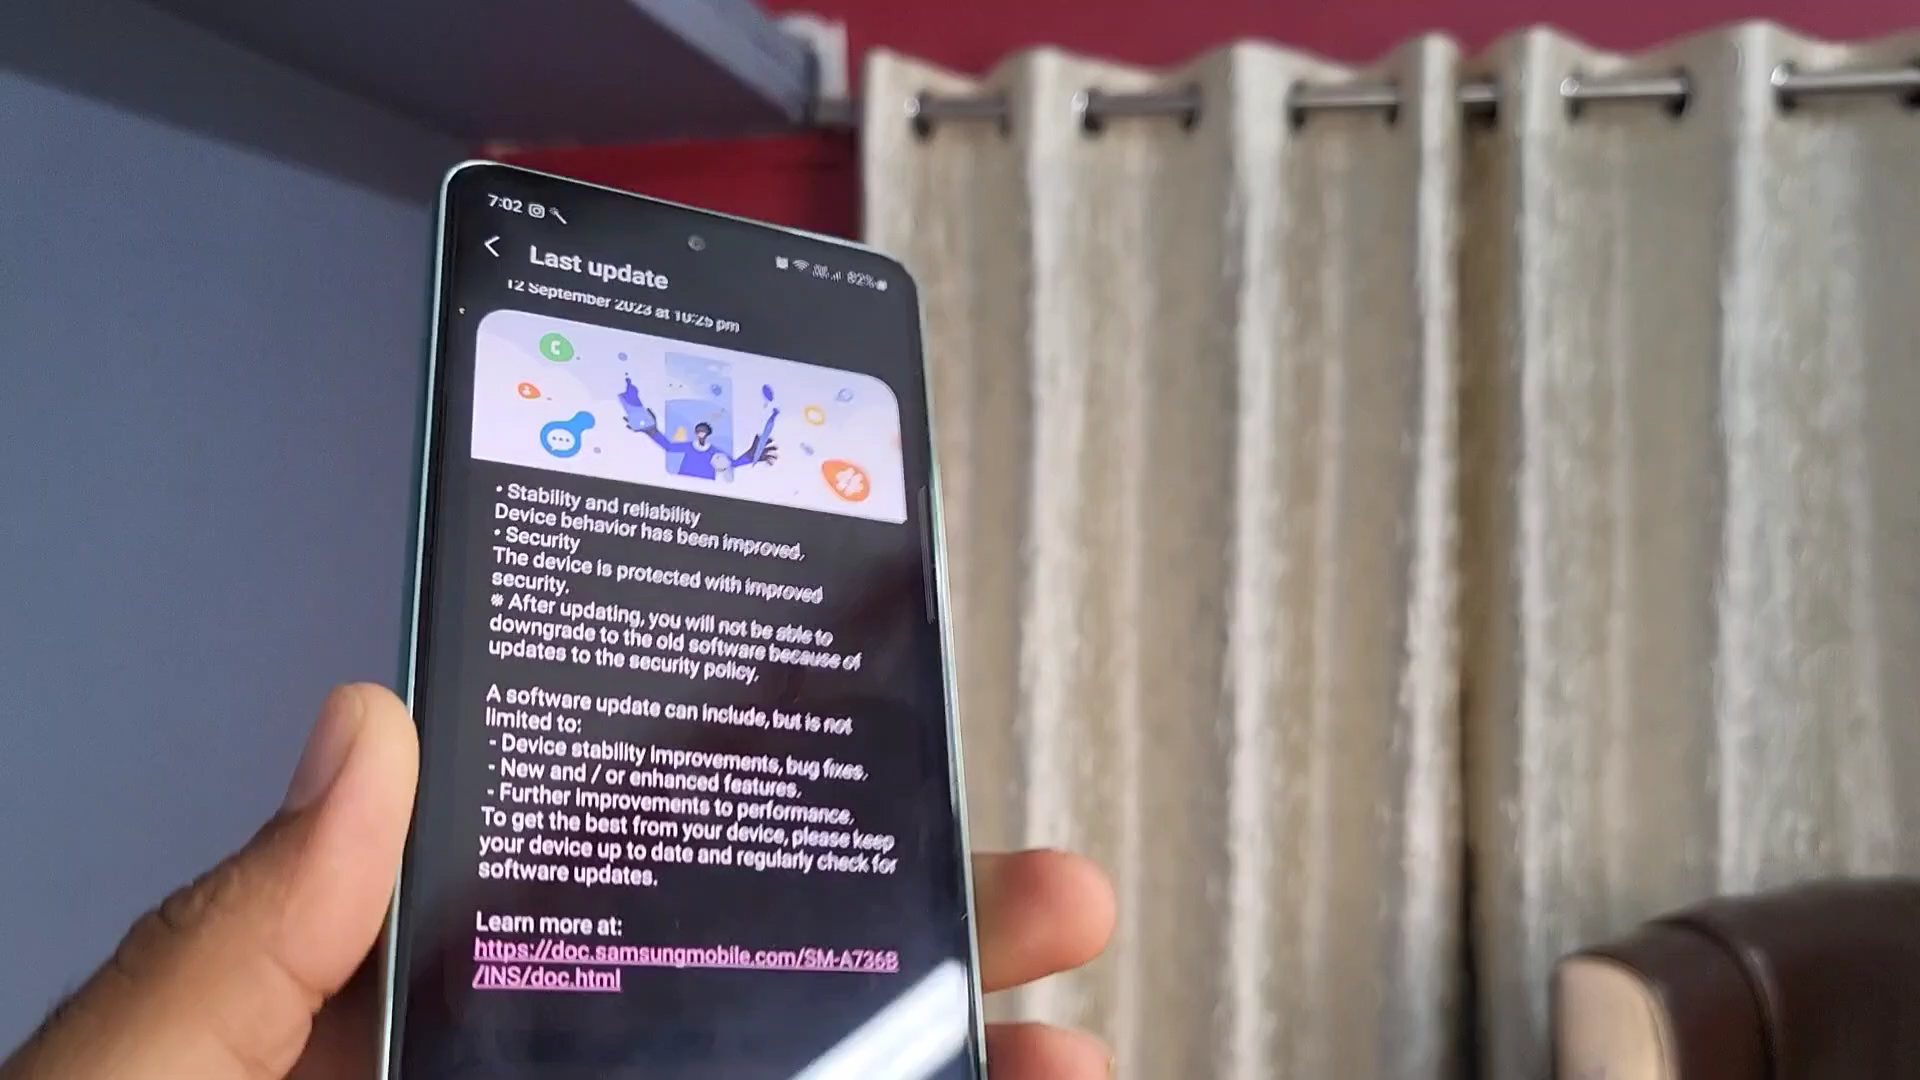 7:02
82%
Last update
12 September 2023 at 10:25 pm
• Stability and reliability
Device behavior has been improved.
• Security
The device is protected with improved
security.
※ After updating, you will not be able to
downgrade to the old software because of
updates to the security policy.
A software update can include, but is not
limited to:
- Device stability improvements, bug fixes.
- New and / or enhanced features.
- Further improvements to performance.
To get the best from your device, please keep
your device up to date and regularly check for
software updates.
Learn more at:
https://doc.samsungmobile.com/SM-A736B
/INS/doc.html